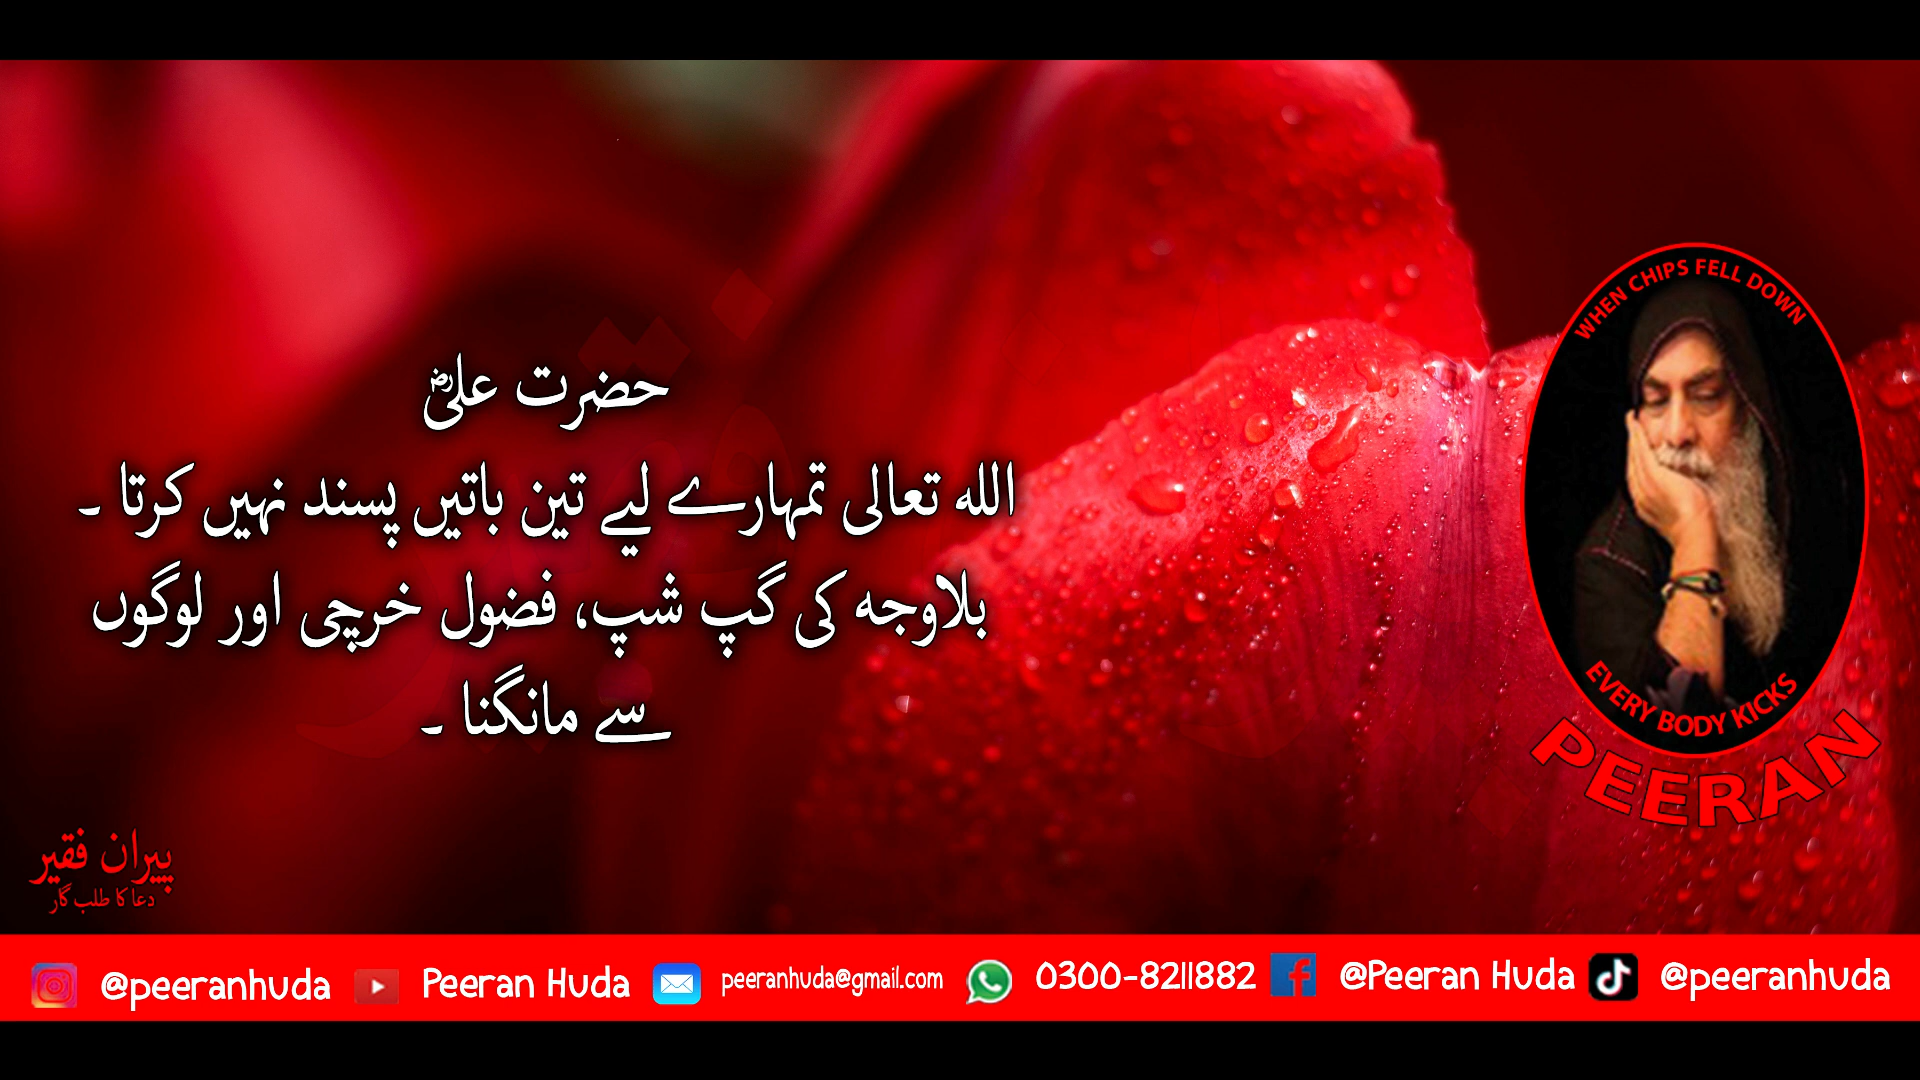 حضرت علیؓ
الله تعالی تمہارے لیے تین باتیں پسند نہیں کرتا ۔
بلاوجہ کی گپ شپ، فضول خرچی اور لوگوں
سے مانگنا ۔
WHEN CHIPS FELL DOWN
EVERY BODY KICKS
PEERAN
پیران فقیر
دعا کا طلب گار
@peeranhuda Peeran Huda peeranhuda@gmail.com 0300-8211882 @Peeran Huda @peeranhuda